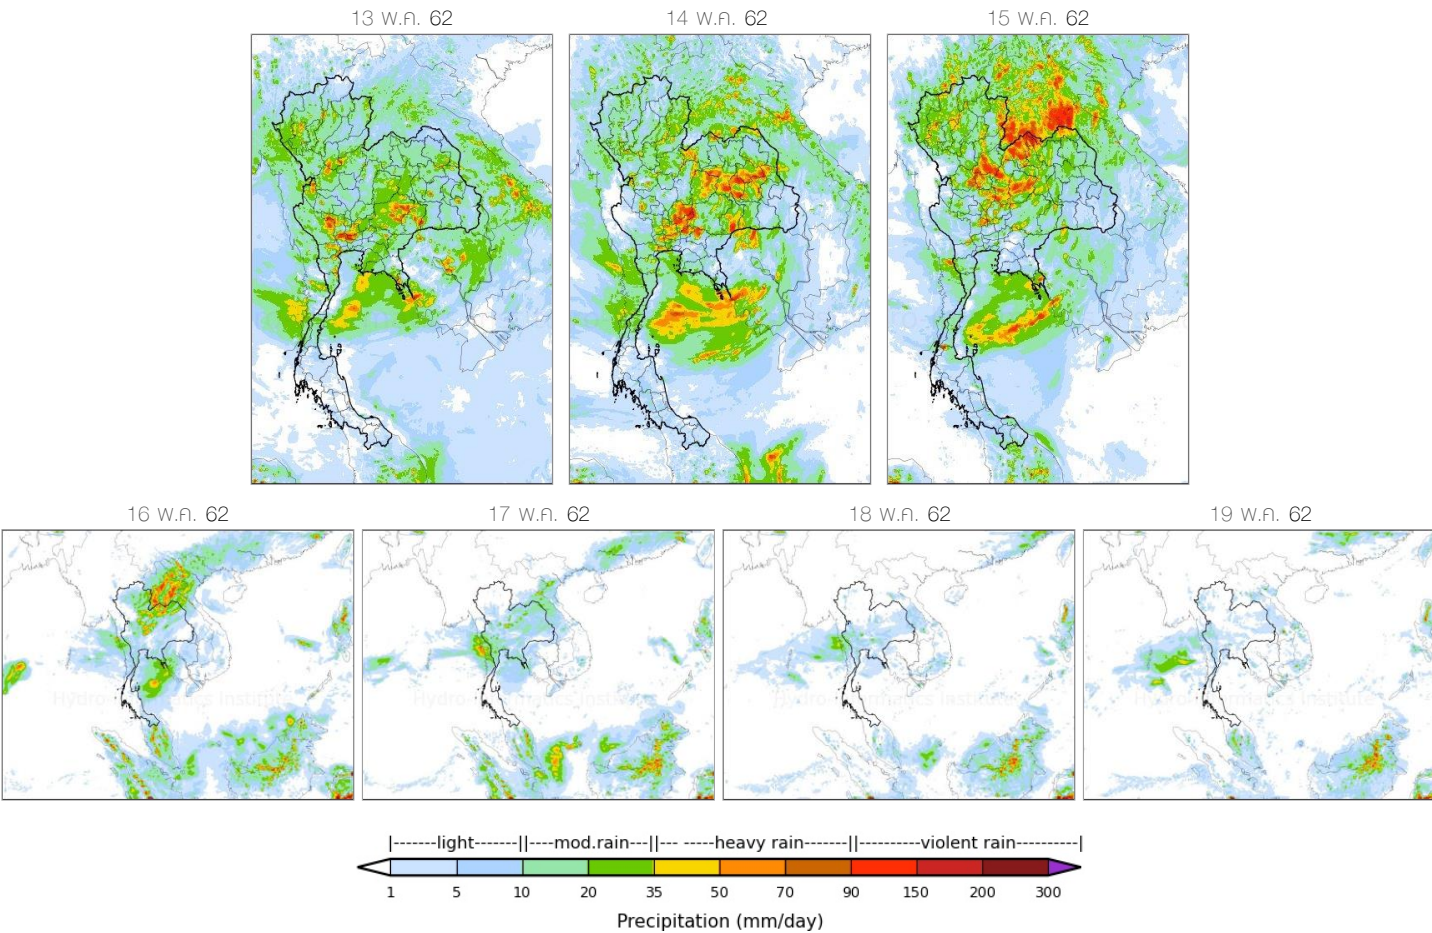 13 พ.ค. 62
14 พ.ค. 62
15 พ.ค. 62
16 พ.ค. 62
17 พ.ค. 62
18 พ.ค. 62
19 พ.ค. 62
|-------light-------||----mod.rain---||--- -----heavy rain-------||----------violent rain----------|
1 5 10 20 35 50 70 90 150 200 300
Precipitation (mm/day)